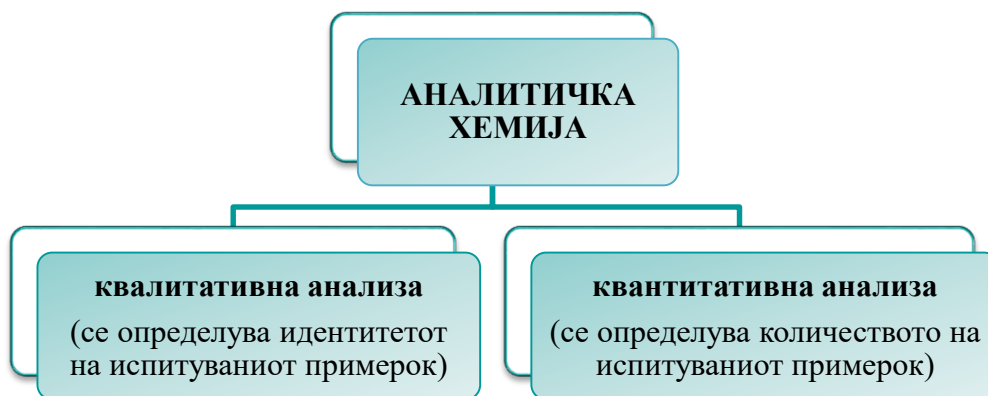 АНАЛИТИЧКА
ХЕМИЈА
квалитативна анализа
(се определува идентитетот
на испитуваниот примерок)
квантитативна анализа
(се определува количеството на
испитуваниот примерок)